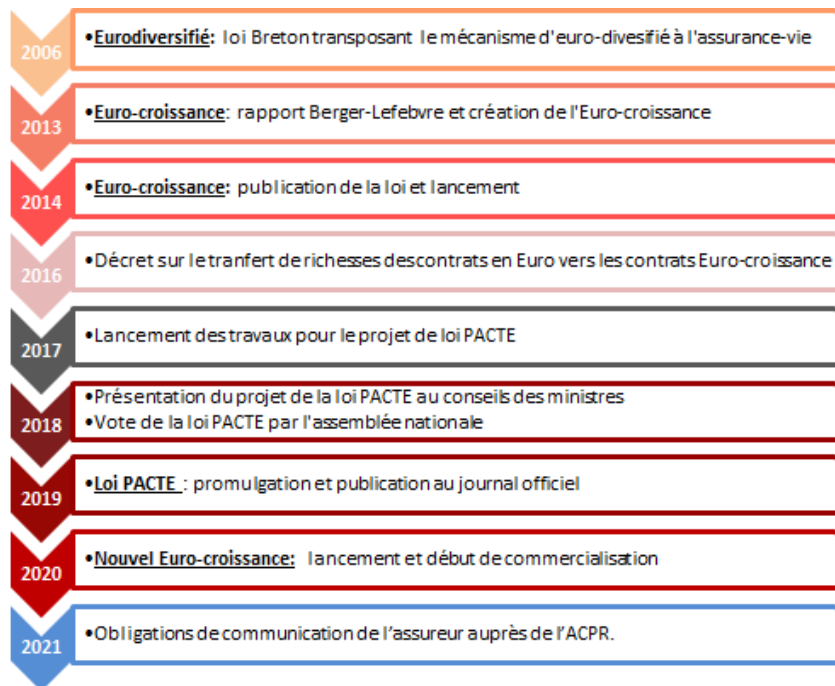 2006
•Eurodiversifié: loi Breton transposant le mécanisme d'euro-divesifié à l'assurance-vie
2013
•Euro-croissance: rapport Berger-Lefebvre et création de l'Euro-croissance
2014
•Euro-croissance: publication de la loi et lancement
2016
•Décret sur le tranfert de richesses des contrats en Euro vers les contrats Euro-croissance
2017
•Lancement des travaux pour le projet de loi PACTE
2018
•Présentation du projet de la loi PACTE au conseils des ministres
•Vote de la loi PACTE par l'assemblée nationale
2019
•Loi PACTE : promulgation et publication au journal officiel
2020
•Nouvel Euro-croissance: lancement et début de commercialisation
2021
•Obligations de communication de l'assureur auprès de l'ACPR.